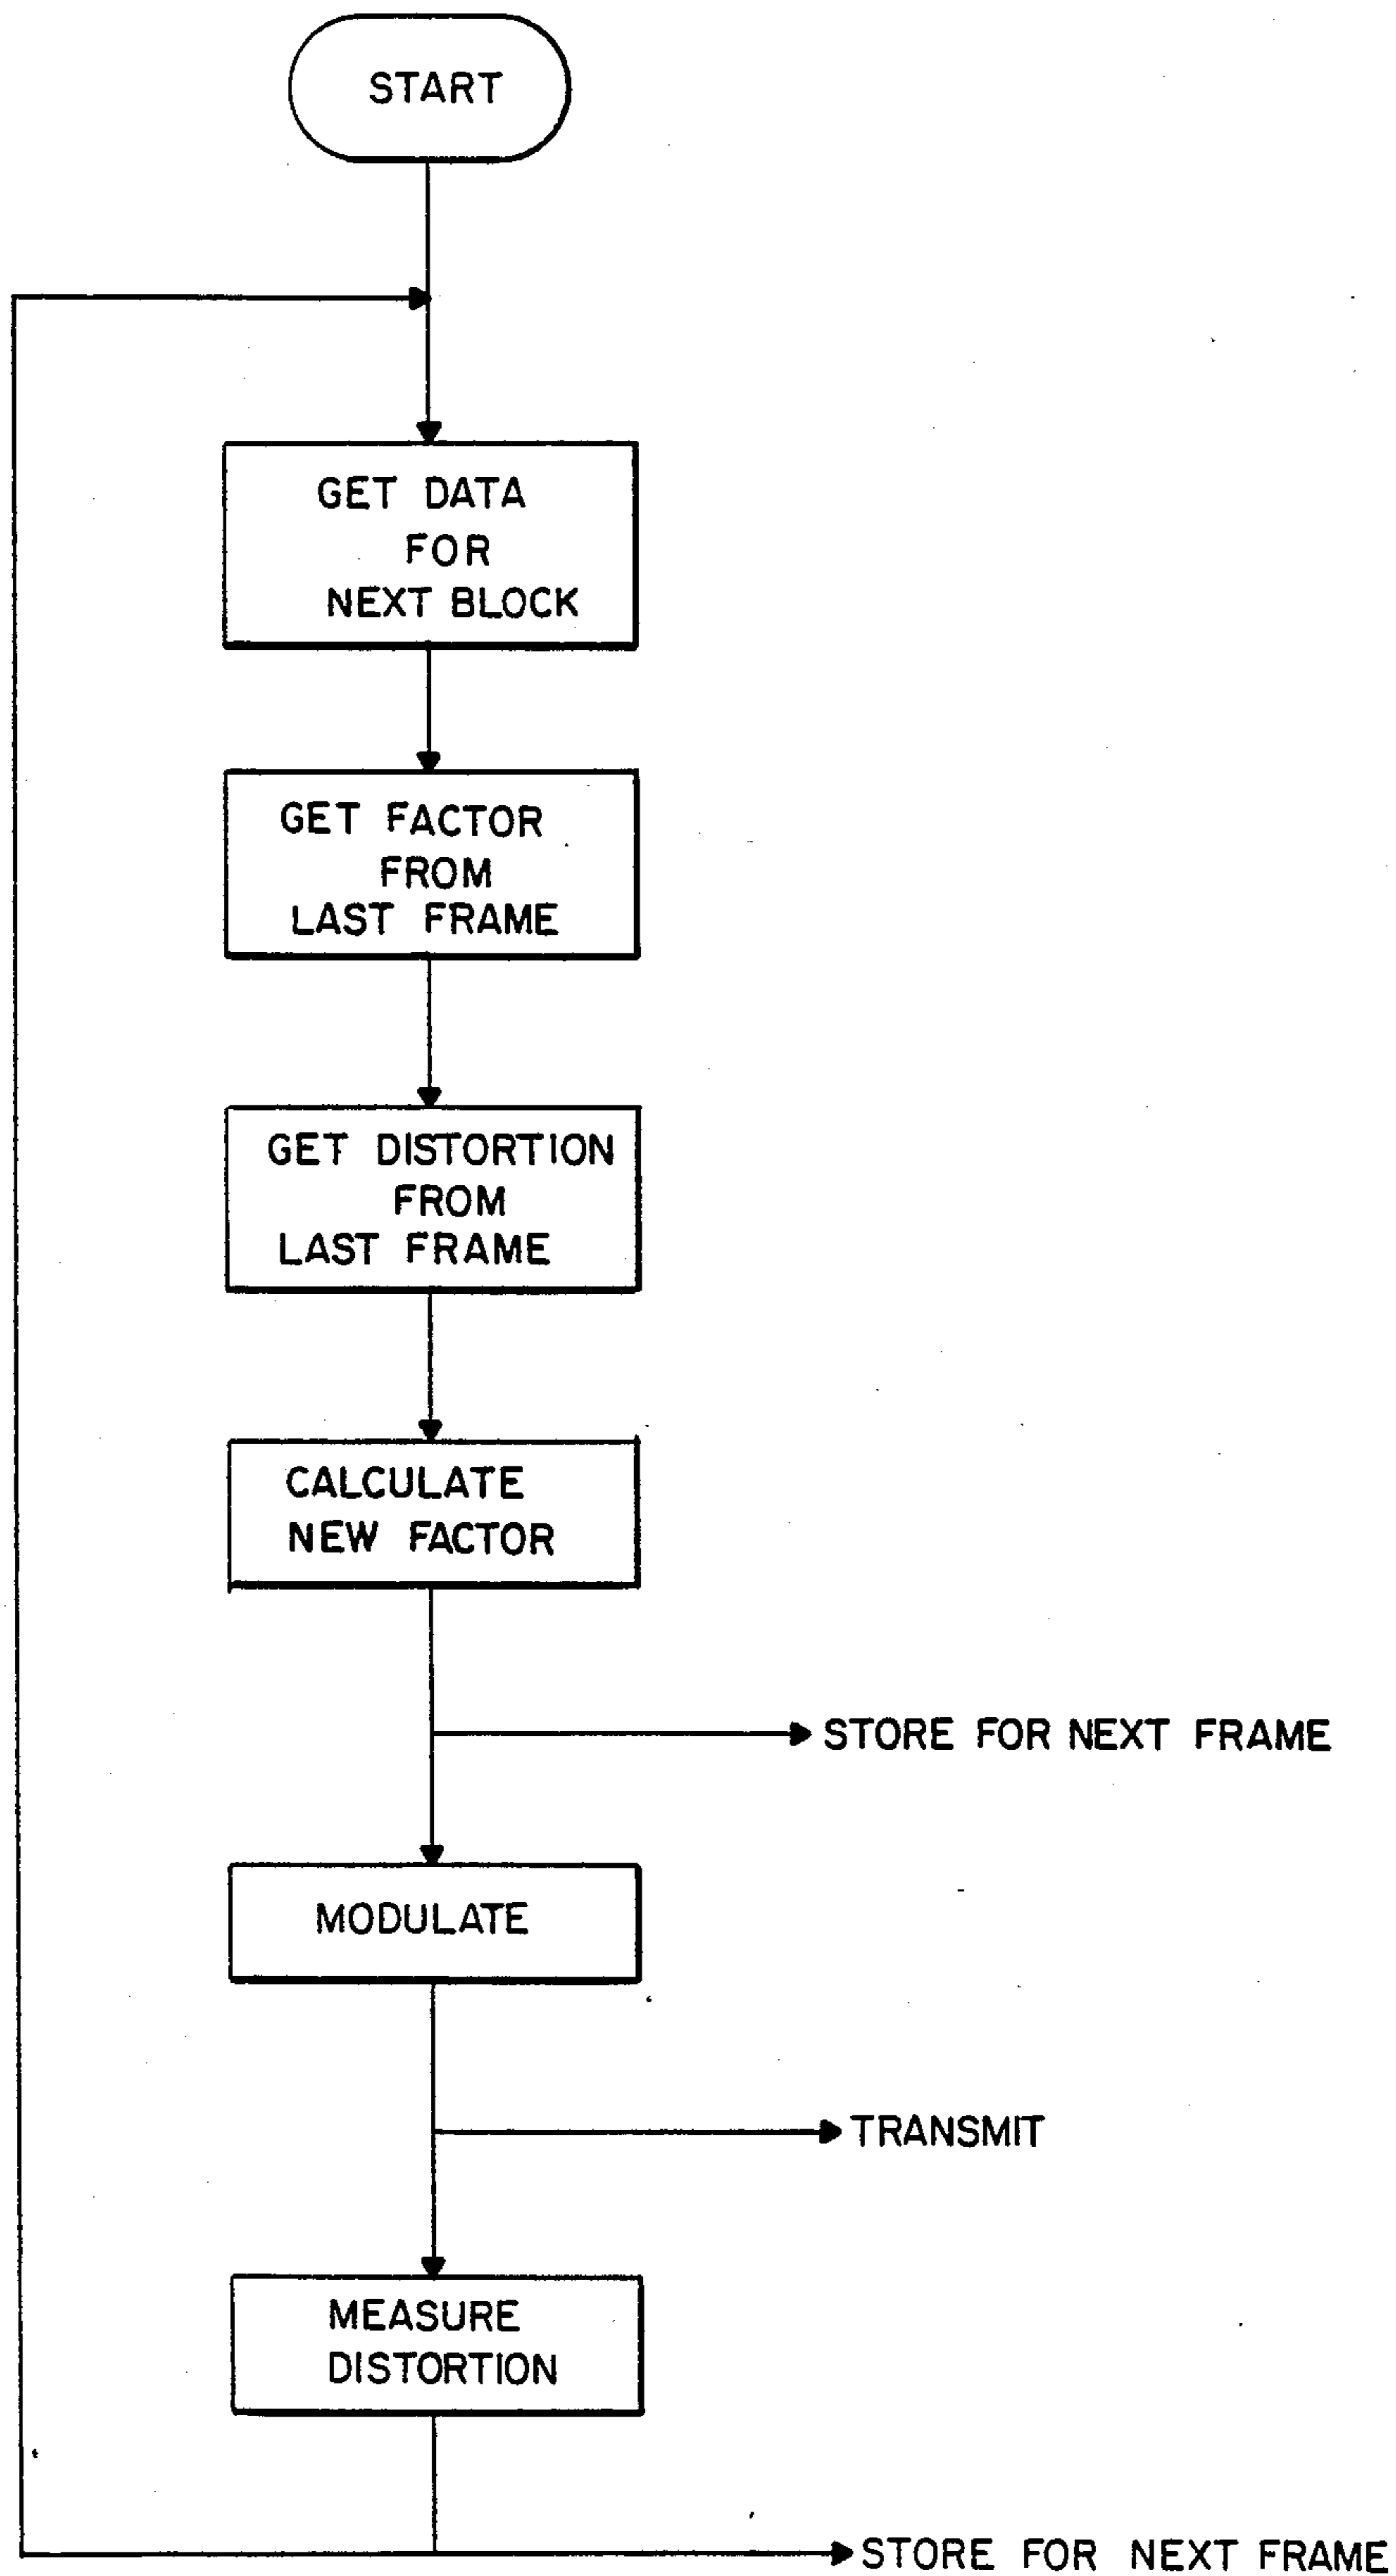 START
GET DATA
FOR
NEXT BLOCK
GET FACTOR
FROM
LAST FRAME
GET DISTORTION
FROM
LAST FRAME
CALCULATE
NEW FACTOR
STORE FOR NEXT FRAME
MODULATE
TRANSMIT
MEASURE
DISTORTION
STORE FOR NEXT FRAME